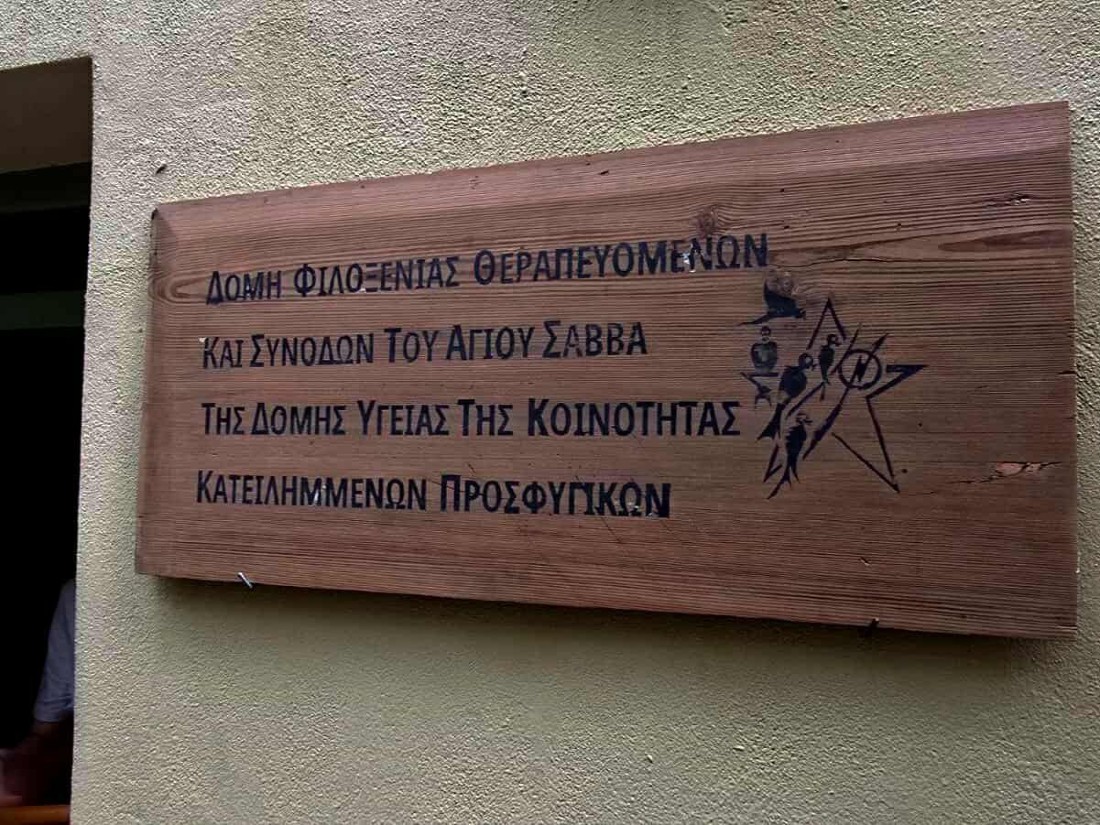 ΔΟΜΗ ΦΙΛΟΞΕΝΙΑΣ ΘΕΡΑΠΕΥΟΜΕΝΩΝ
ΚΑΙ ΣΥΝΟΔΩΝ ΤΟΥ ΑΓΙΟΥ ΣΑΒΒΑ
ΤΗΣ ΔΟΜΗΣ ΥΓΕΙΑΣ ΤΗΣ ΚΟΙΝΟΤΗΤΑΣ
ΚΑΤΕΙΛΗΜΜΕΝΩΝ ΠΡΟΣΦΥΓΙΚΩΝ